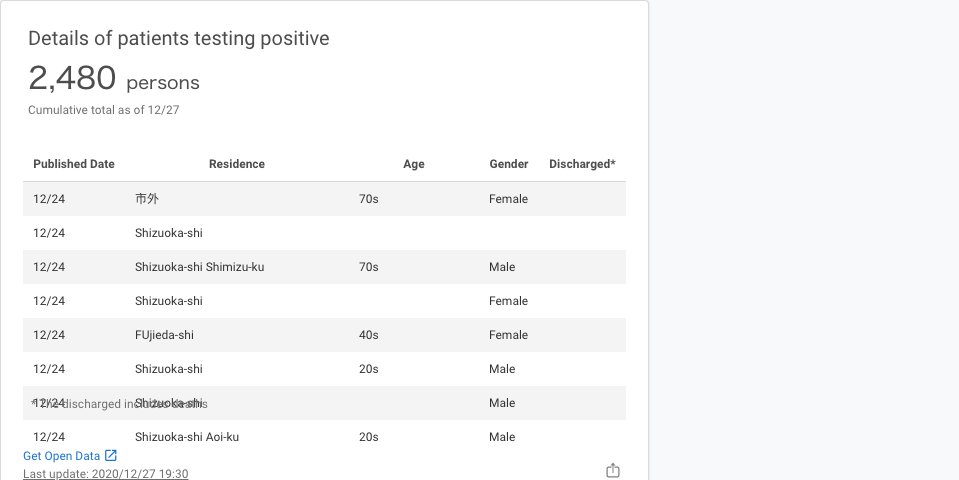 Details of patients testing positive
2,480 persons
Cumulative total as of 12/27
Published Date Residence Age Gender Discharged*
12/24 市外 70s Female
12/24 Shizuoka-shi
12/24 Shizuoka-shi Shimizu-ku 70s Male
12/24 Shizuoka-shi Female
12/24 FUjieda-shi 40s Female
12/24 Shizuoka-shi 20s Male
12/24 Shizuoka-shi Male
* The discharged includes deaths
12/24 Shizuoka-shi Aoi-ku 20s Male
Get Open Data
Last update: 2020/12/27 19:30